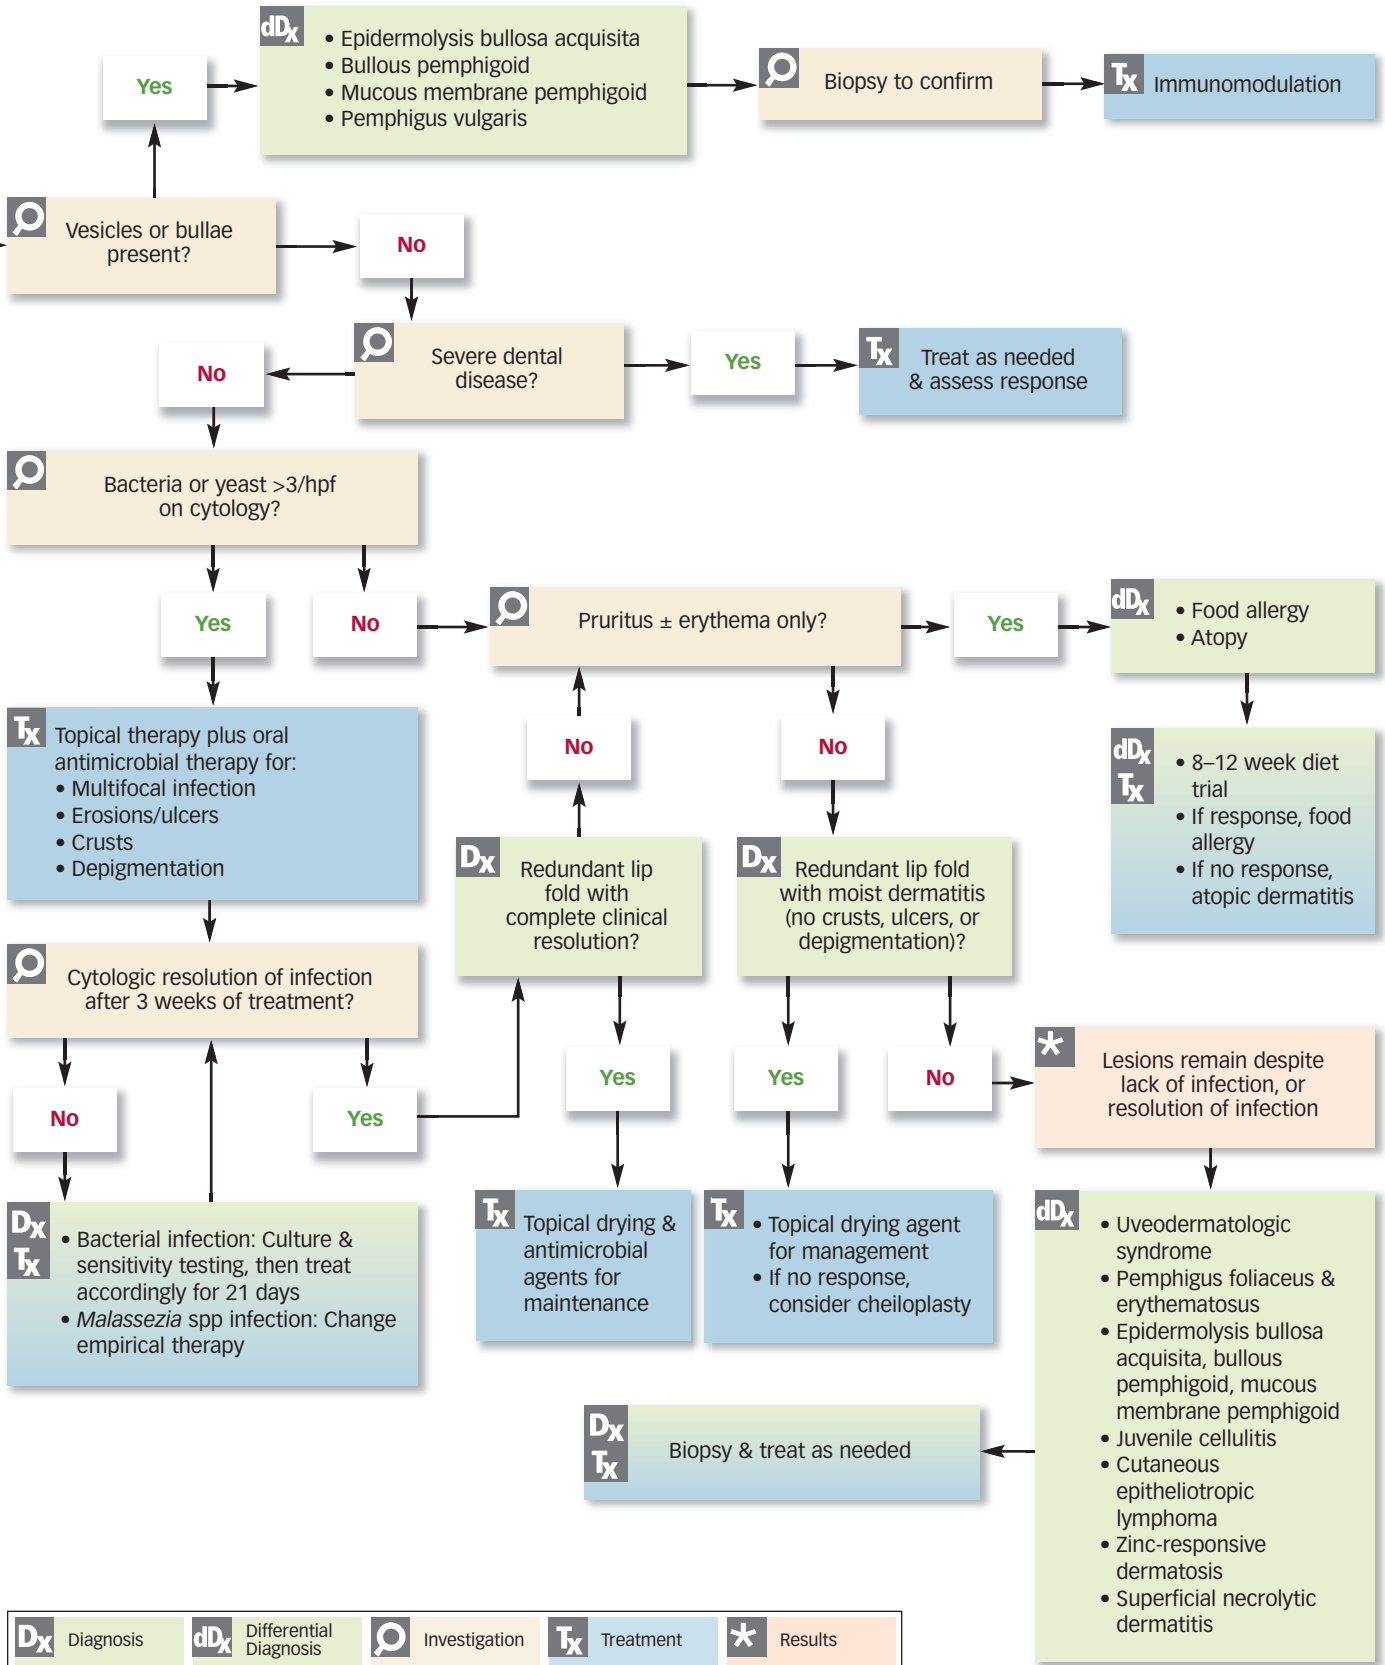 dDx
• Epidermolysis bullosa acquisita
• Bullous pemphigoid
• Mucous membrane pemphigoid
• Pemphigus vulgaris
Biopsy to confirm
Tx
Immunomodulation
Yes
Vesicles or bullae
present?
No
Severe dental
disease?
Yes
Tx
Treat as needed
& assess response
No
Bacteria or yeast >3/hpf
on cytology?
Yes
No
Pruritus ± erythema only?
Yes
dDx
• Food allergy
• Atopy
dDx
Tx
• 8–12 week diet
trial
• If response, food
allergy
• If no response,
atopic dermatitis
Tx
Topical therapy plus oral
antimicrobial therapy for:
• Multifocal infection
• Erosions/ulcers
• Crusts
• Depigmentation
No
No
Dx
Redundant lip
fold with
complete clinical
resolution?
Dx
Redundant lip fold
with moist dermatitis
(no crusts, ulcers, or
depigmentation)?
Cytologic resolution of infection
after 3 weeks of treatment?
No
Yes
Yes
Yes
No
*
Lesions remain despite
lack of infection, or
resolution of infection
Dx
Tx
• Bacterial infection: Culture &
sensitivity testing, then treat
accordingly for 21 days
• Malassezia spp infection: Change
empirical therapy
Tx
Topical drying &
antimicrobial
agents for
maintenance
Tx
• Topical drying agent
for management
• If no response,
consider cheiloplasty
dDx
• Uveodermatologic
syndrome
• Pemphigus foliaceus &
erythematosus
• Epidermolysis bullosa
acquisita, bullous
pemphigoid, mucous
membrane pemphigoid
• Juvenile cellulitis
• Cutaneous
epitheliotropic
lymphoma
• Zinc-responsive
dermatosis
• Superficial necrolytic
dermatitis
Dx
Tx
Biopsy & treat as needed
Dx
Diagnosis
dDx
Differential
Diagnosis
Investigation
Tx
Treatment
*
Results